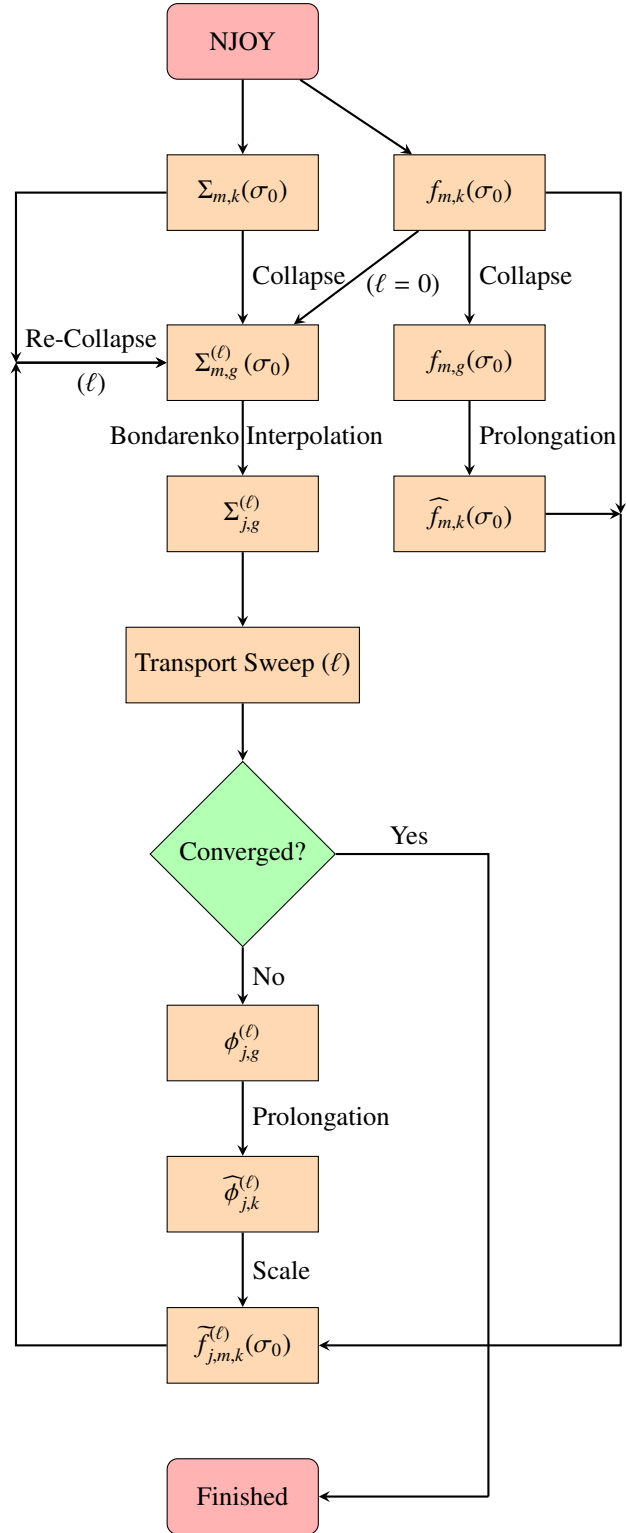 NJOY
Σ_{m,k}(σ_0)
f_{m,k}(σ_0)
Collapse
(ℓ = 0)
Collapse
Re-Collapse
(ℓ)
Σ^{(ℓ)}_{m,g}(σ_0)
f_{m,g}(σ_0)
Bondarenko Interpolation
Prolongation
Σ^{(ℓ)}_{j,g}
\widehat{f}_{m,k}(σ_0)
Transport Sweep (ℓ)
Converged?
Yes
No
ϕ^{(ℓ)}_{j,g}
Prolongation
\widehat{ϕ}^{(ℓ)}_{j,k}
Scale
\widetilde{f}^{(ℓ)}_{j,m,k}(σ_0)
Finished